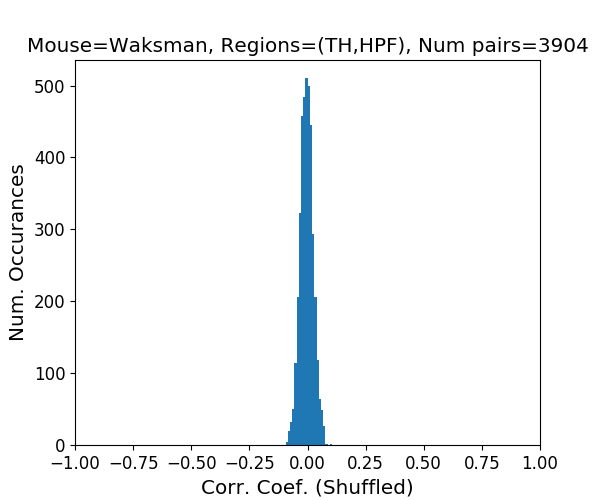 Mouse=Waksman, Regions=(TH,HPF), Num pairs=3904
Num. Occurances
500
400
300
200
100
0
−1.00 −0.75 −0.50 −0.25 0.00 0.25 0.50 0.75 1.00
Corr. Coef. (Shuffled)